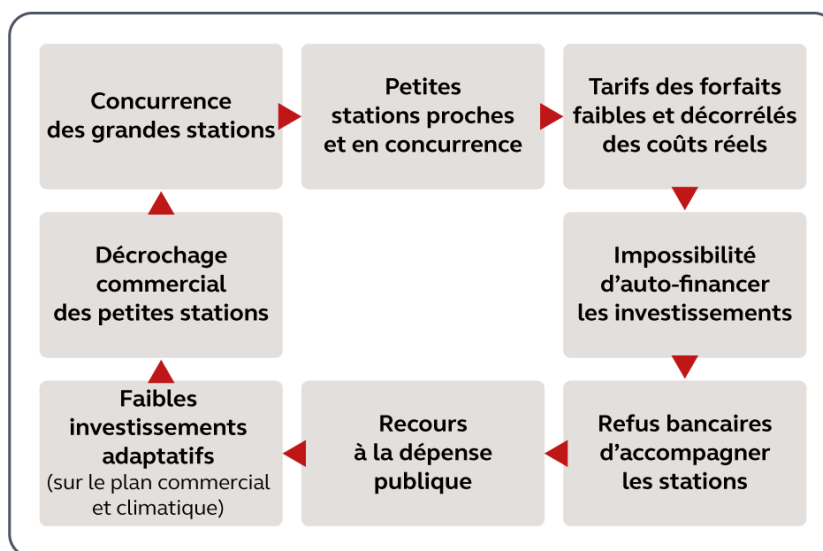 Concurrence
des grandes stations
Petites
stations proches
et en concurrence
Tarifs des forfaits
faibles et décorrélés
des coûts réels
Impossibilité
d'auto-financer
les investissements
Refus bancaires
d'accompagner
les stations
Recours
à la dépense
publique
Faibles
investissements
adaptatifs
(sur le plan commercial
et climatique)
Décrochage
commercial
des petites stations